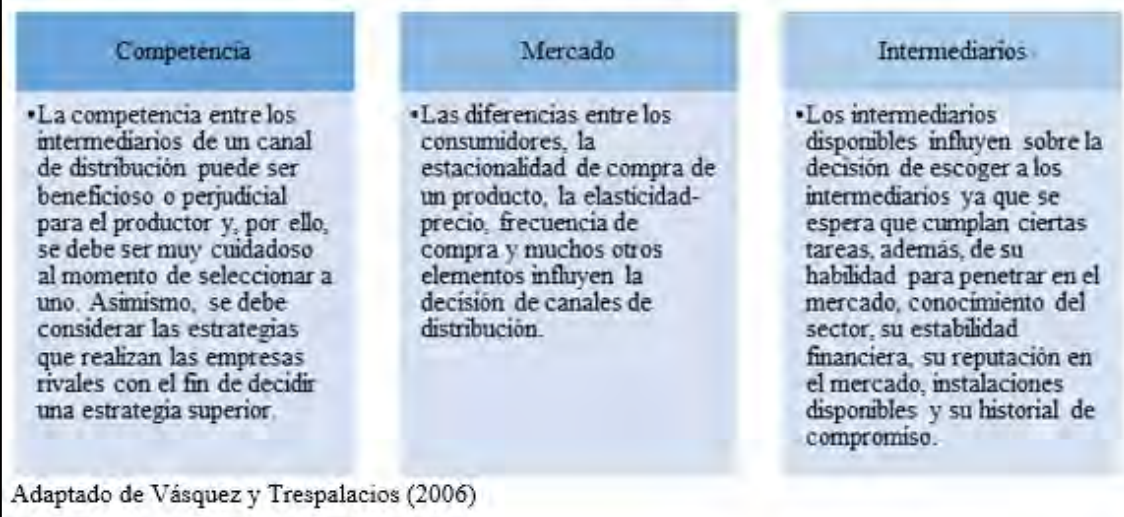 Competencia
•La competencia entre los
intermediarios de un canal
de distribución puede ser
beneficioso o perjudicial
para el productor y, por ello,
se debe ser muy cuidadoso
al momento de seleccionar a
uno. Asimismo, se debe
considerar las estrategias
que realizan las empresas
rivales con el fin de decidir
una estrategia superior.
Mercado
•Las diferencias entre los
consumidores, la
estacionalidad de compra de
un producto, la elasticidad-
precio, frecuencia de
compra y muchos otros
elementos influyen la
decisión de canales de
distribución.
Intermediarios
•Los intermediarios
disponibles influyen sobre la
decisión de escoger a los
intermediarios ya que se
espera que cumplan ciertas
tareas, además, de su
habilidad para penetrar en el
mercado, conocimiento del
sector, su estabilidad
financiera, su reputación en
el mercado, instalaciones
disponibles y su historial de
compromiso.
Adaptado de Vásquez y Trespalacios (2006)